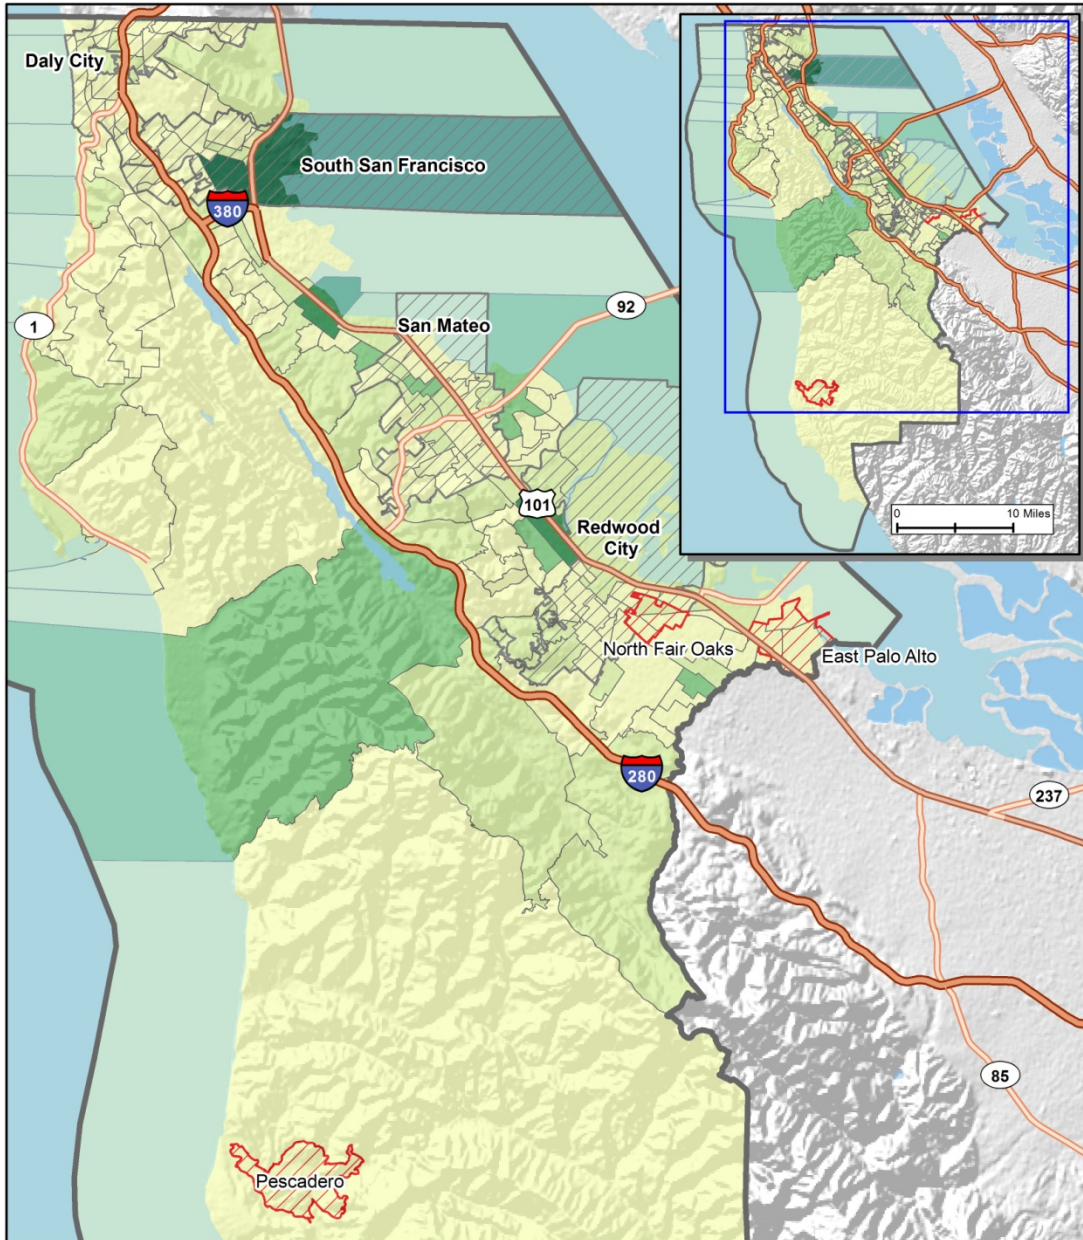 Daly City
South San Francisco
380
1
San Mateo
92
101
Redwood
City
North Fair Oaks
East Palo Alto
280
237
85
Pescadero
0 10 Miles